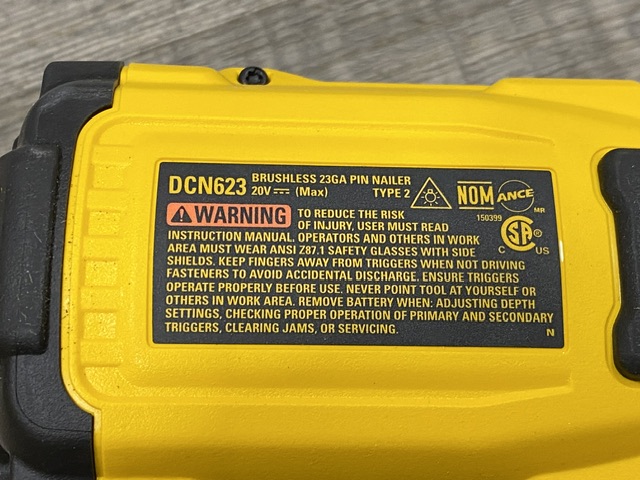 DCN623 BRUSHLESS 23GA PIN NAILER
20V ⎓ (Max) TYPE 2
NOM ANCE MR
150399
⚠ WARNING TO REDUCE THE RISK
OF INJURY, USER MUST READ
SA ® C US
INSTRUCTION MANUAL. OPERATORS AND OTHERS IN WORK
AREA MUST WEAR ANSI Z87.1 SAFETY GLASSES WITH SIDE
SHIELDS. KEEP FINGERS AWAY FROM TRIGGERS WHEN NOT DRIVING
FASTENERS TO AVOID ACCIDENTAL DISCHARGE. ENSURE TRIGGERS
OPERATE PROPERLY BEFORE USE. NEVER POINT TOOL AT YOURSELF OR
OTHERS IN WORK AREA. REMOVE BATTERY WHEN: ADJUSTING DEPTH
SETTINGS, CHECKING PROPER OPERATION OF PRIMARY AND SECONDARY
TRIGGERS, CLEARING JAMS, OR SERVICING.
N